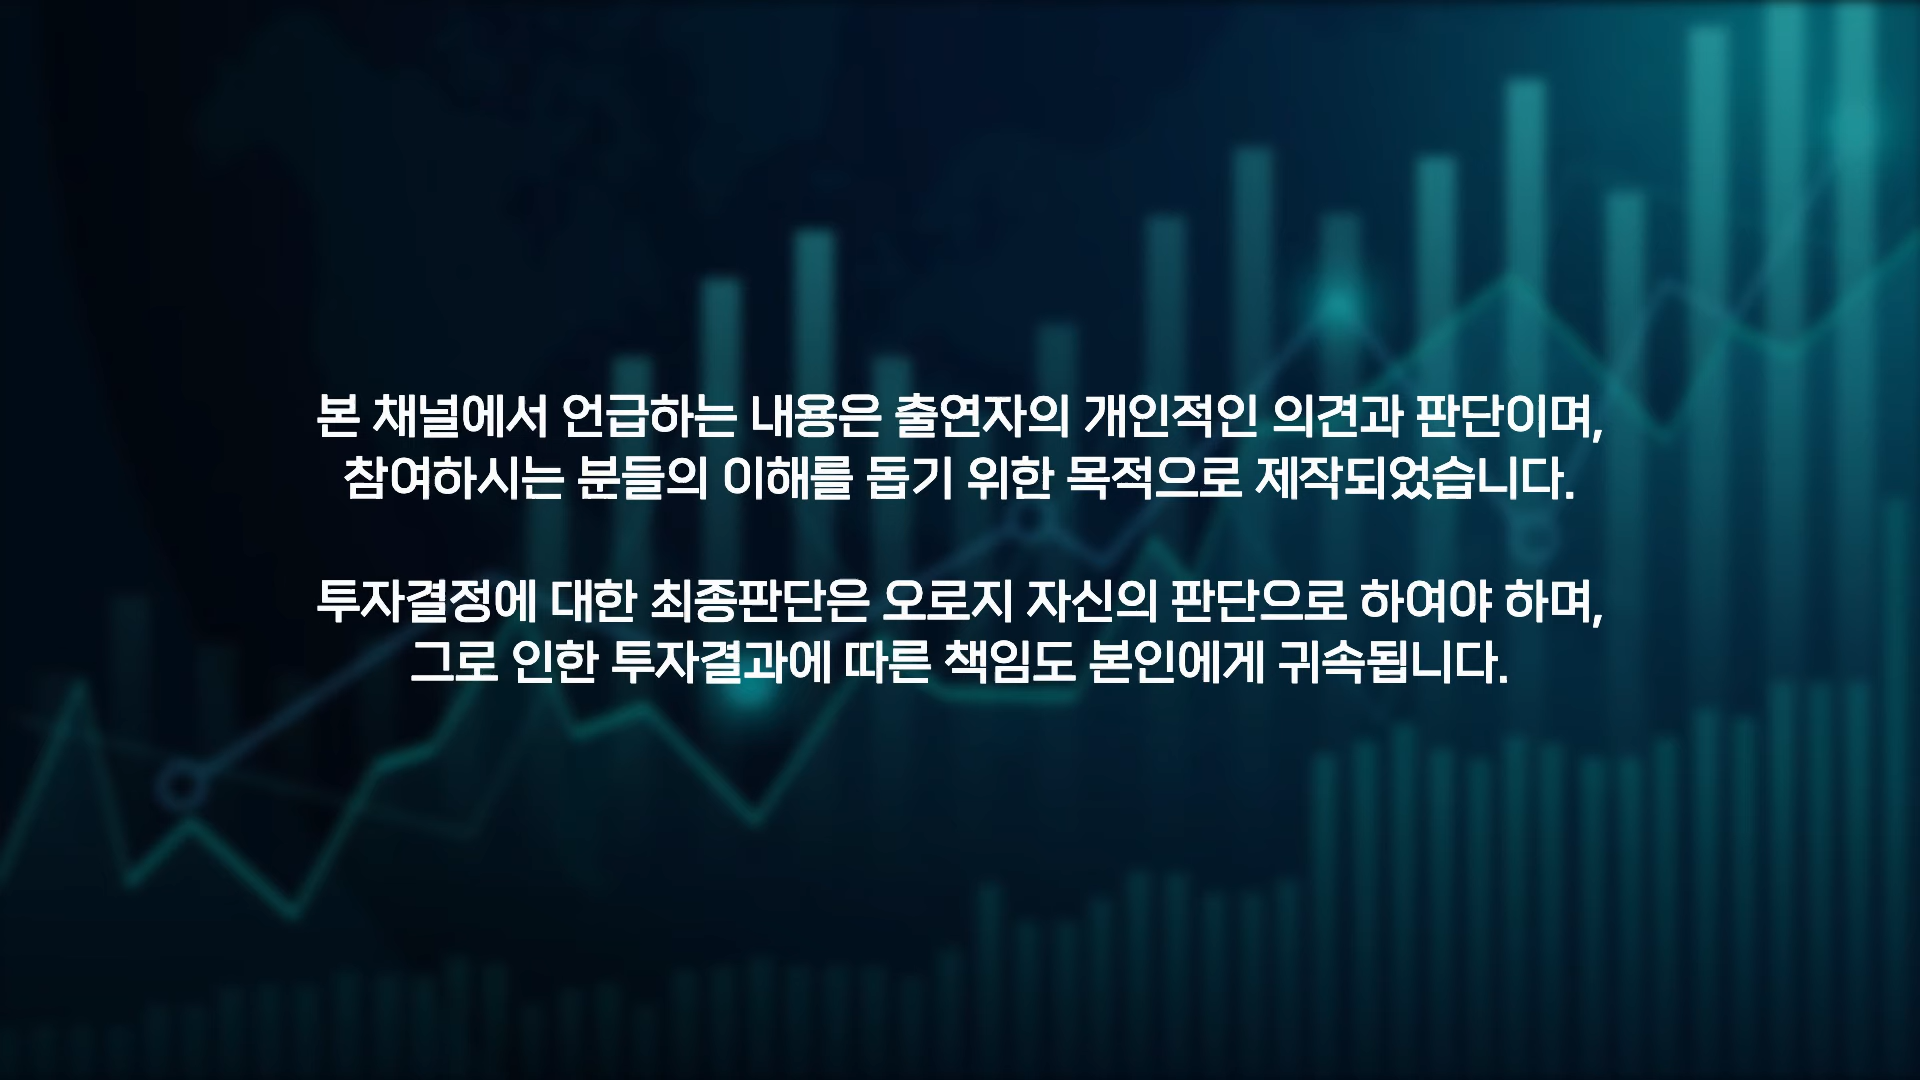 본 채널에서 언급하는 내용은 출연자의 개인적인 의견과 판단이며,
참여하시는 분들의 이해를 돕기 위한 목적으로 제작되었습니다.
투자결정에 대한 최종판단은 오로지 자신의 판단으로 하여야 하며,
그로 인한 투자결과에 따른 책임도 본인에게 귀속됩니다.